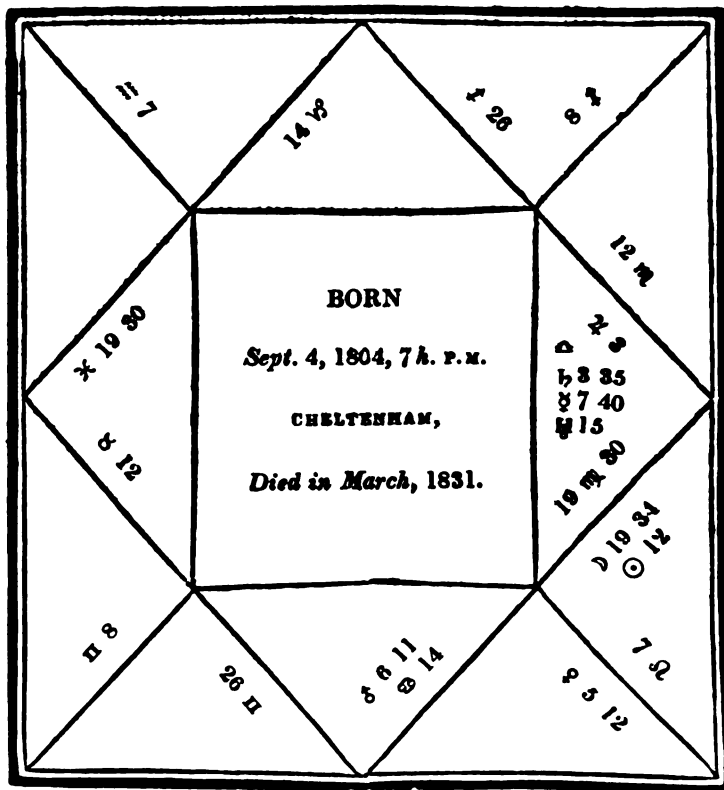 ♒ 7
14 ♑
♐ 26
8 ♐
12 ♏
♃ 3
♎
♄ 3 35
☿ 7 40
♅ 15
19 ♍ 30
☽ 19 34
☉ 12
7 ♌
♀ 5 12
♂ 6 11
♋ 14
26 ♊
♊ 8
♉ 12
♓ 19 30
BORN
Sept. 4, 1804, 7 h. P.M.
CHELTENHAM,
Died in March, 1831.